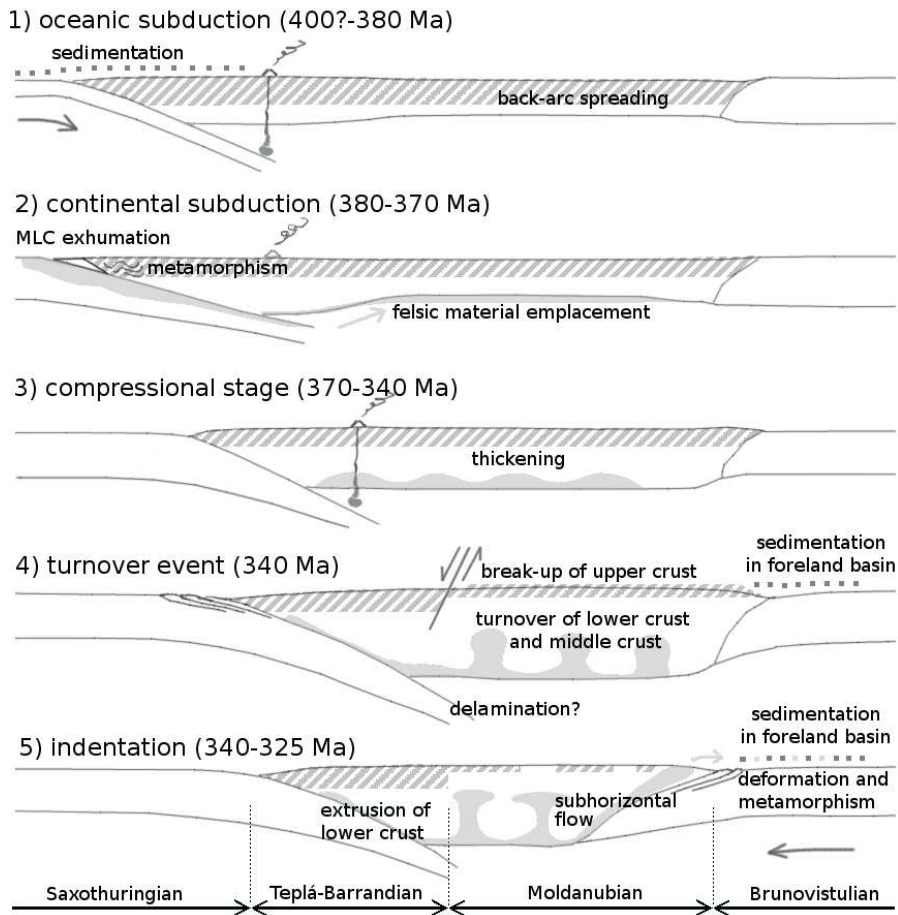 1) oceanic subduction (400?-380 Ma)
sedimentation
back-arc spreading
2) continental subduction (380-370 Ma)
MLC exhumation
metamorphism
felsic material emplacement
3) compressional stage (370-340 Ma)
thickening
4) turnover event (340 Ma)
sedimentation
in foreland basin
break-up of upper crust
turnover of lower crust
and middle crust
delamination?
5) indentation (340-325 Ma)
sedimentation
in foreland basin
deformation and
metamorphism
extrusion of
lower crust
subhorizontal
flow
Saxothuringian
Teplá-Barrandian
Moldanubian
Brunovistulian